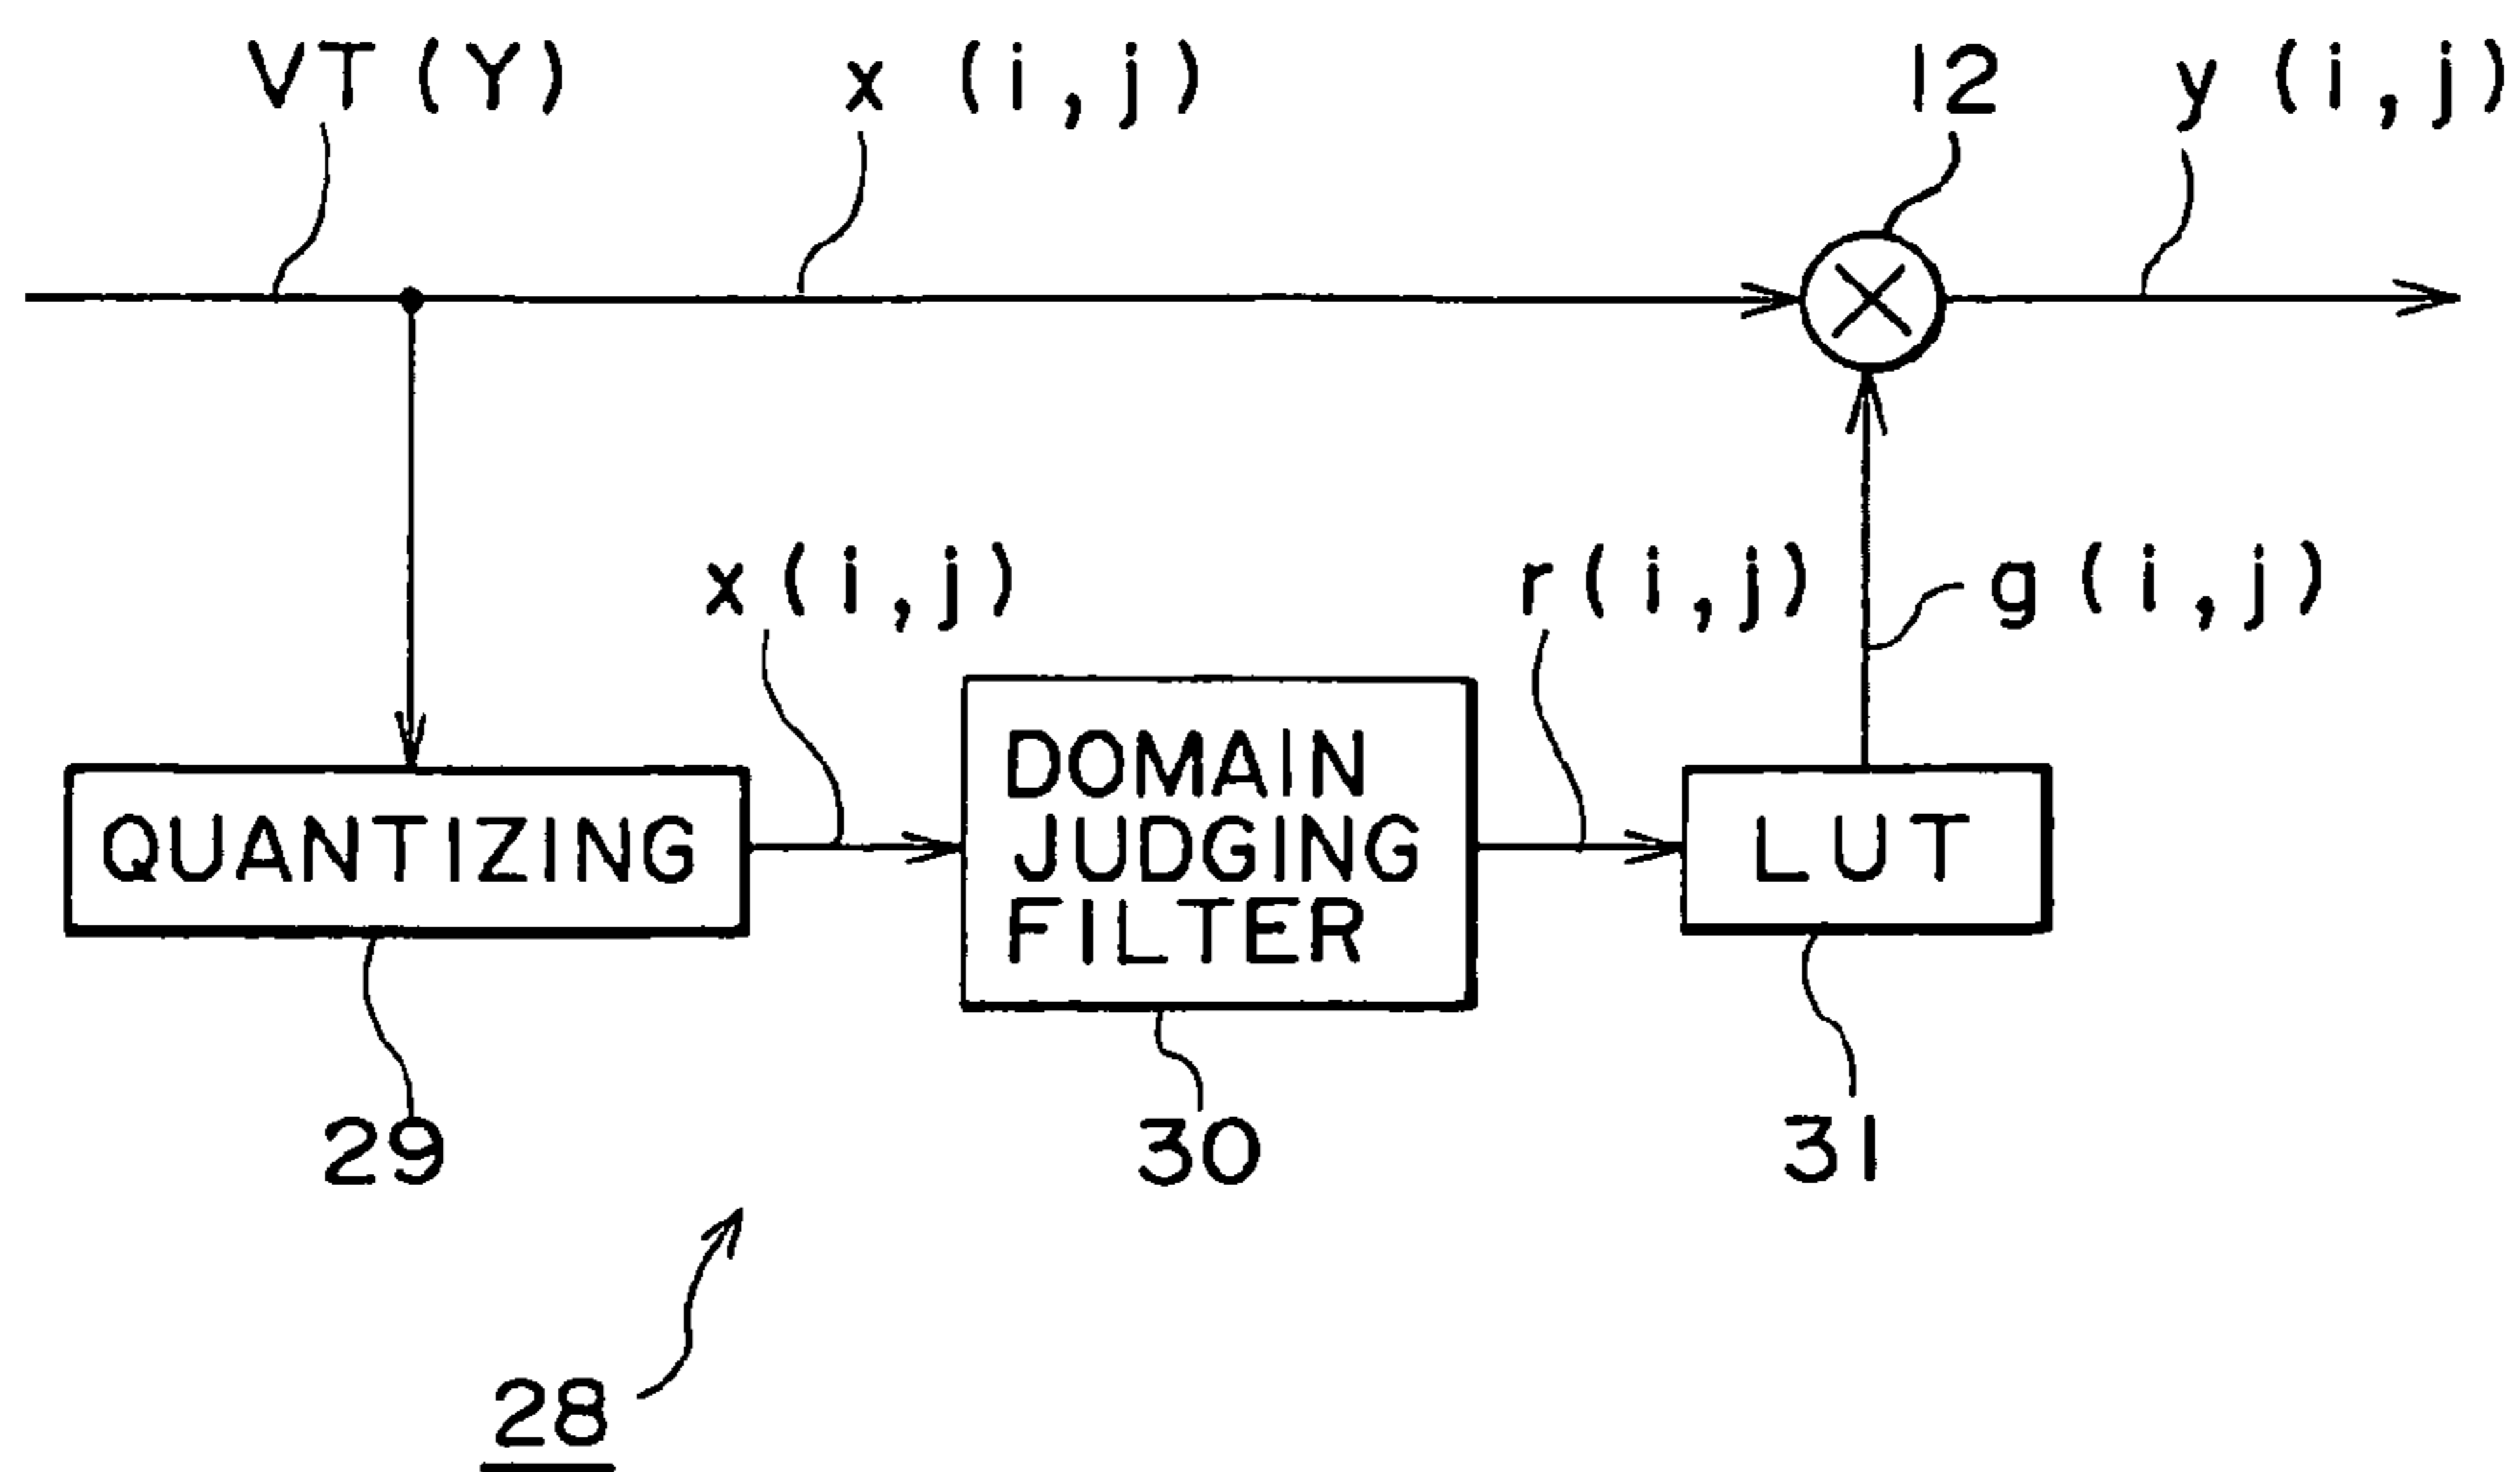 VT(Y)
x (i,j)
12
y (i,j)
x (i,j)
r(i,j)
g (i,j)
QUANTIZING
DOMAIN
JUDGING
FILTER
LUT
29
30
31
28